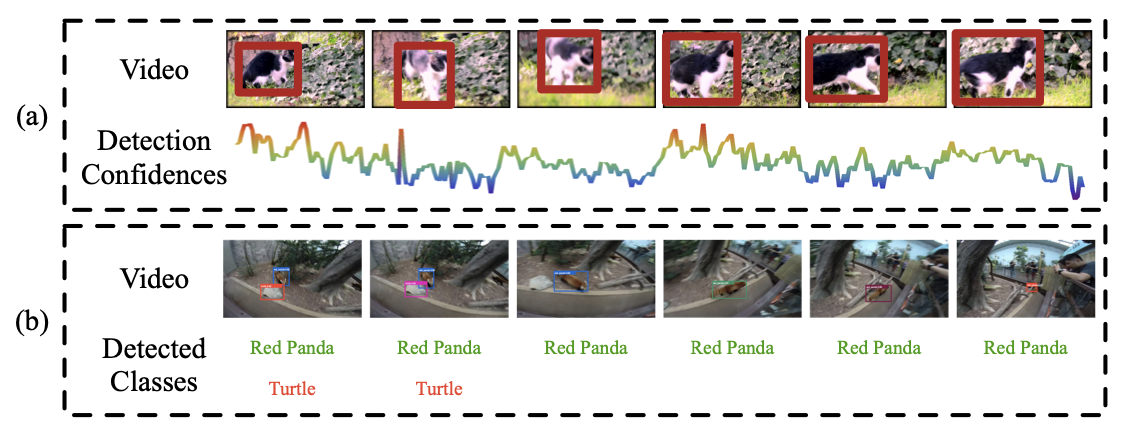 (a)
Video
Detection
Confidences
(b)
Video
Detected
Classes
Red Panda
Red Panda
Red Panda
Red Panda
Red Panda
Red Panda
Turtle
Turtle